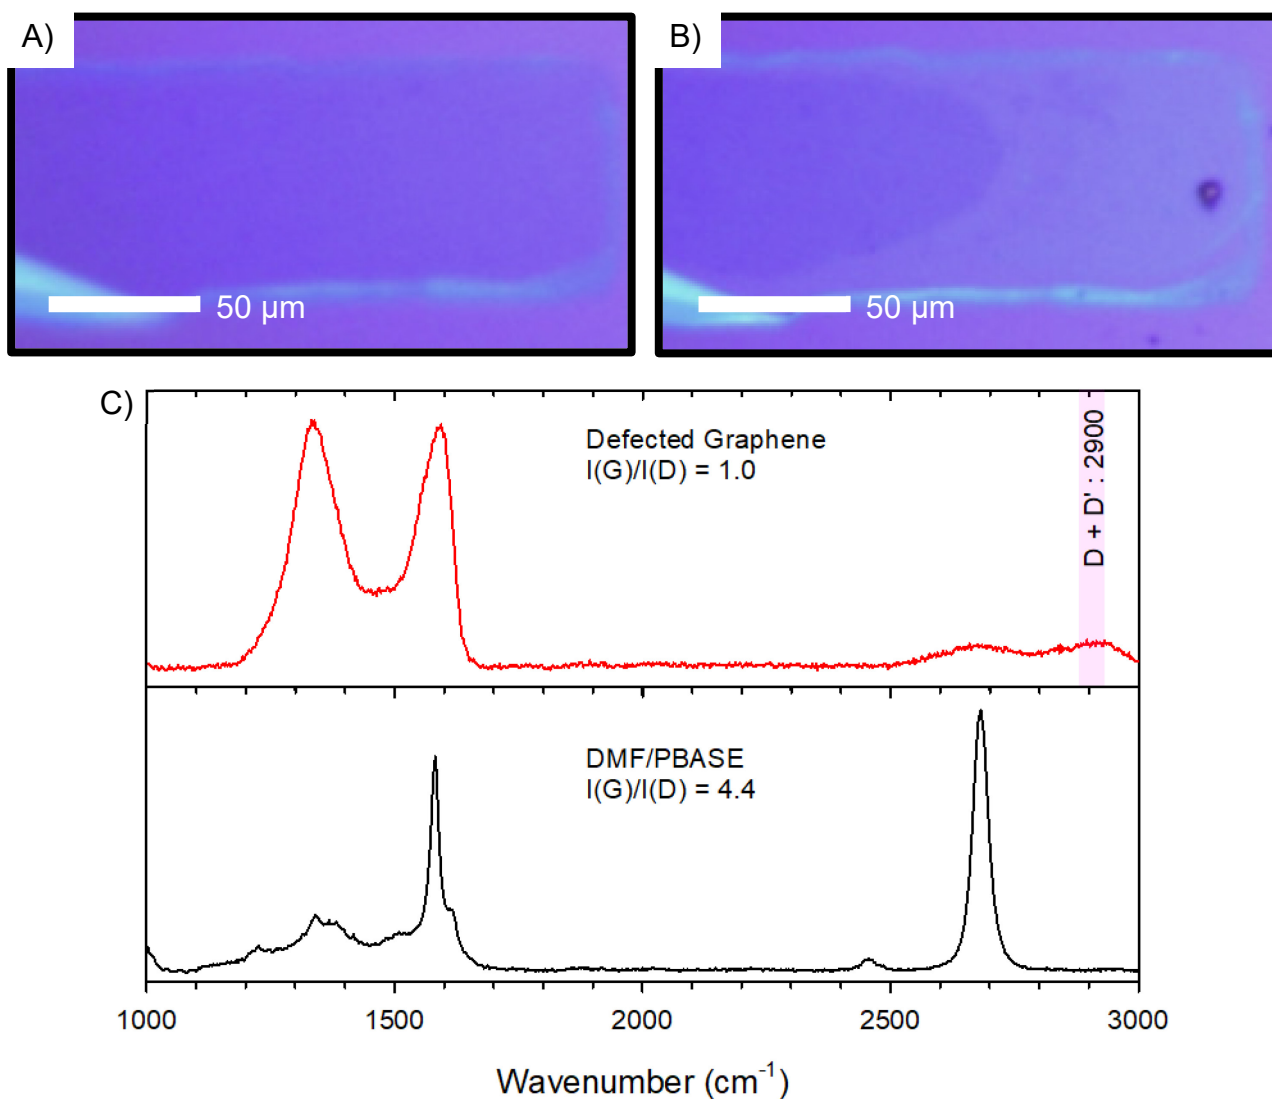 A)
B)
50 µm
50 µm
C)
Defected Graphene
I(G)/I(D) = 1.0
D + D' : 2900
DMF/PBASE
I(G)/I(D) = 4.4
1000 1500 2000 2500 3000
Wavenumber (cm⁻¹)